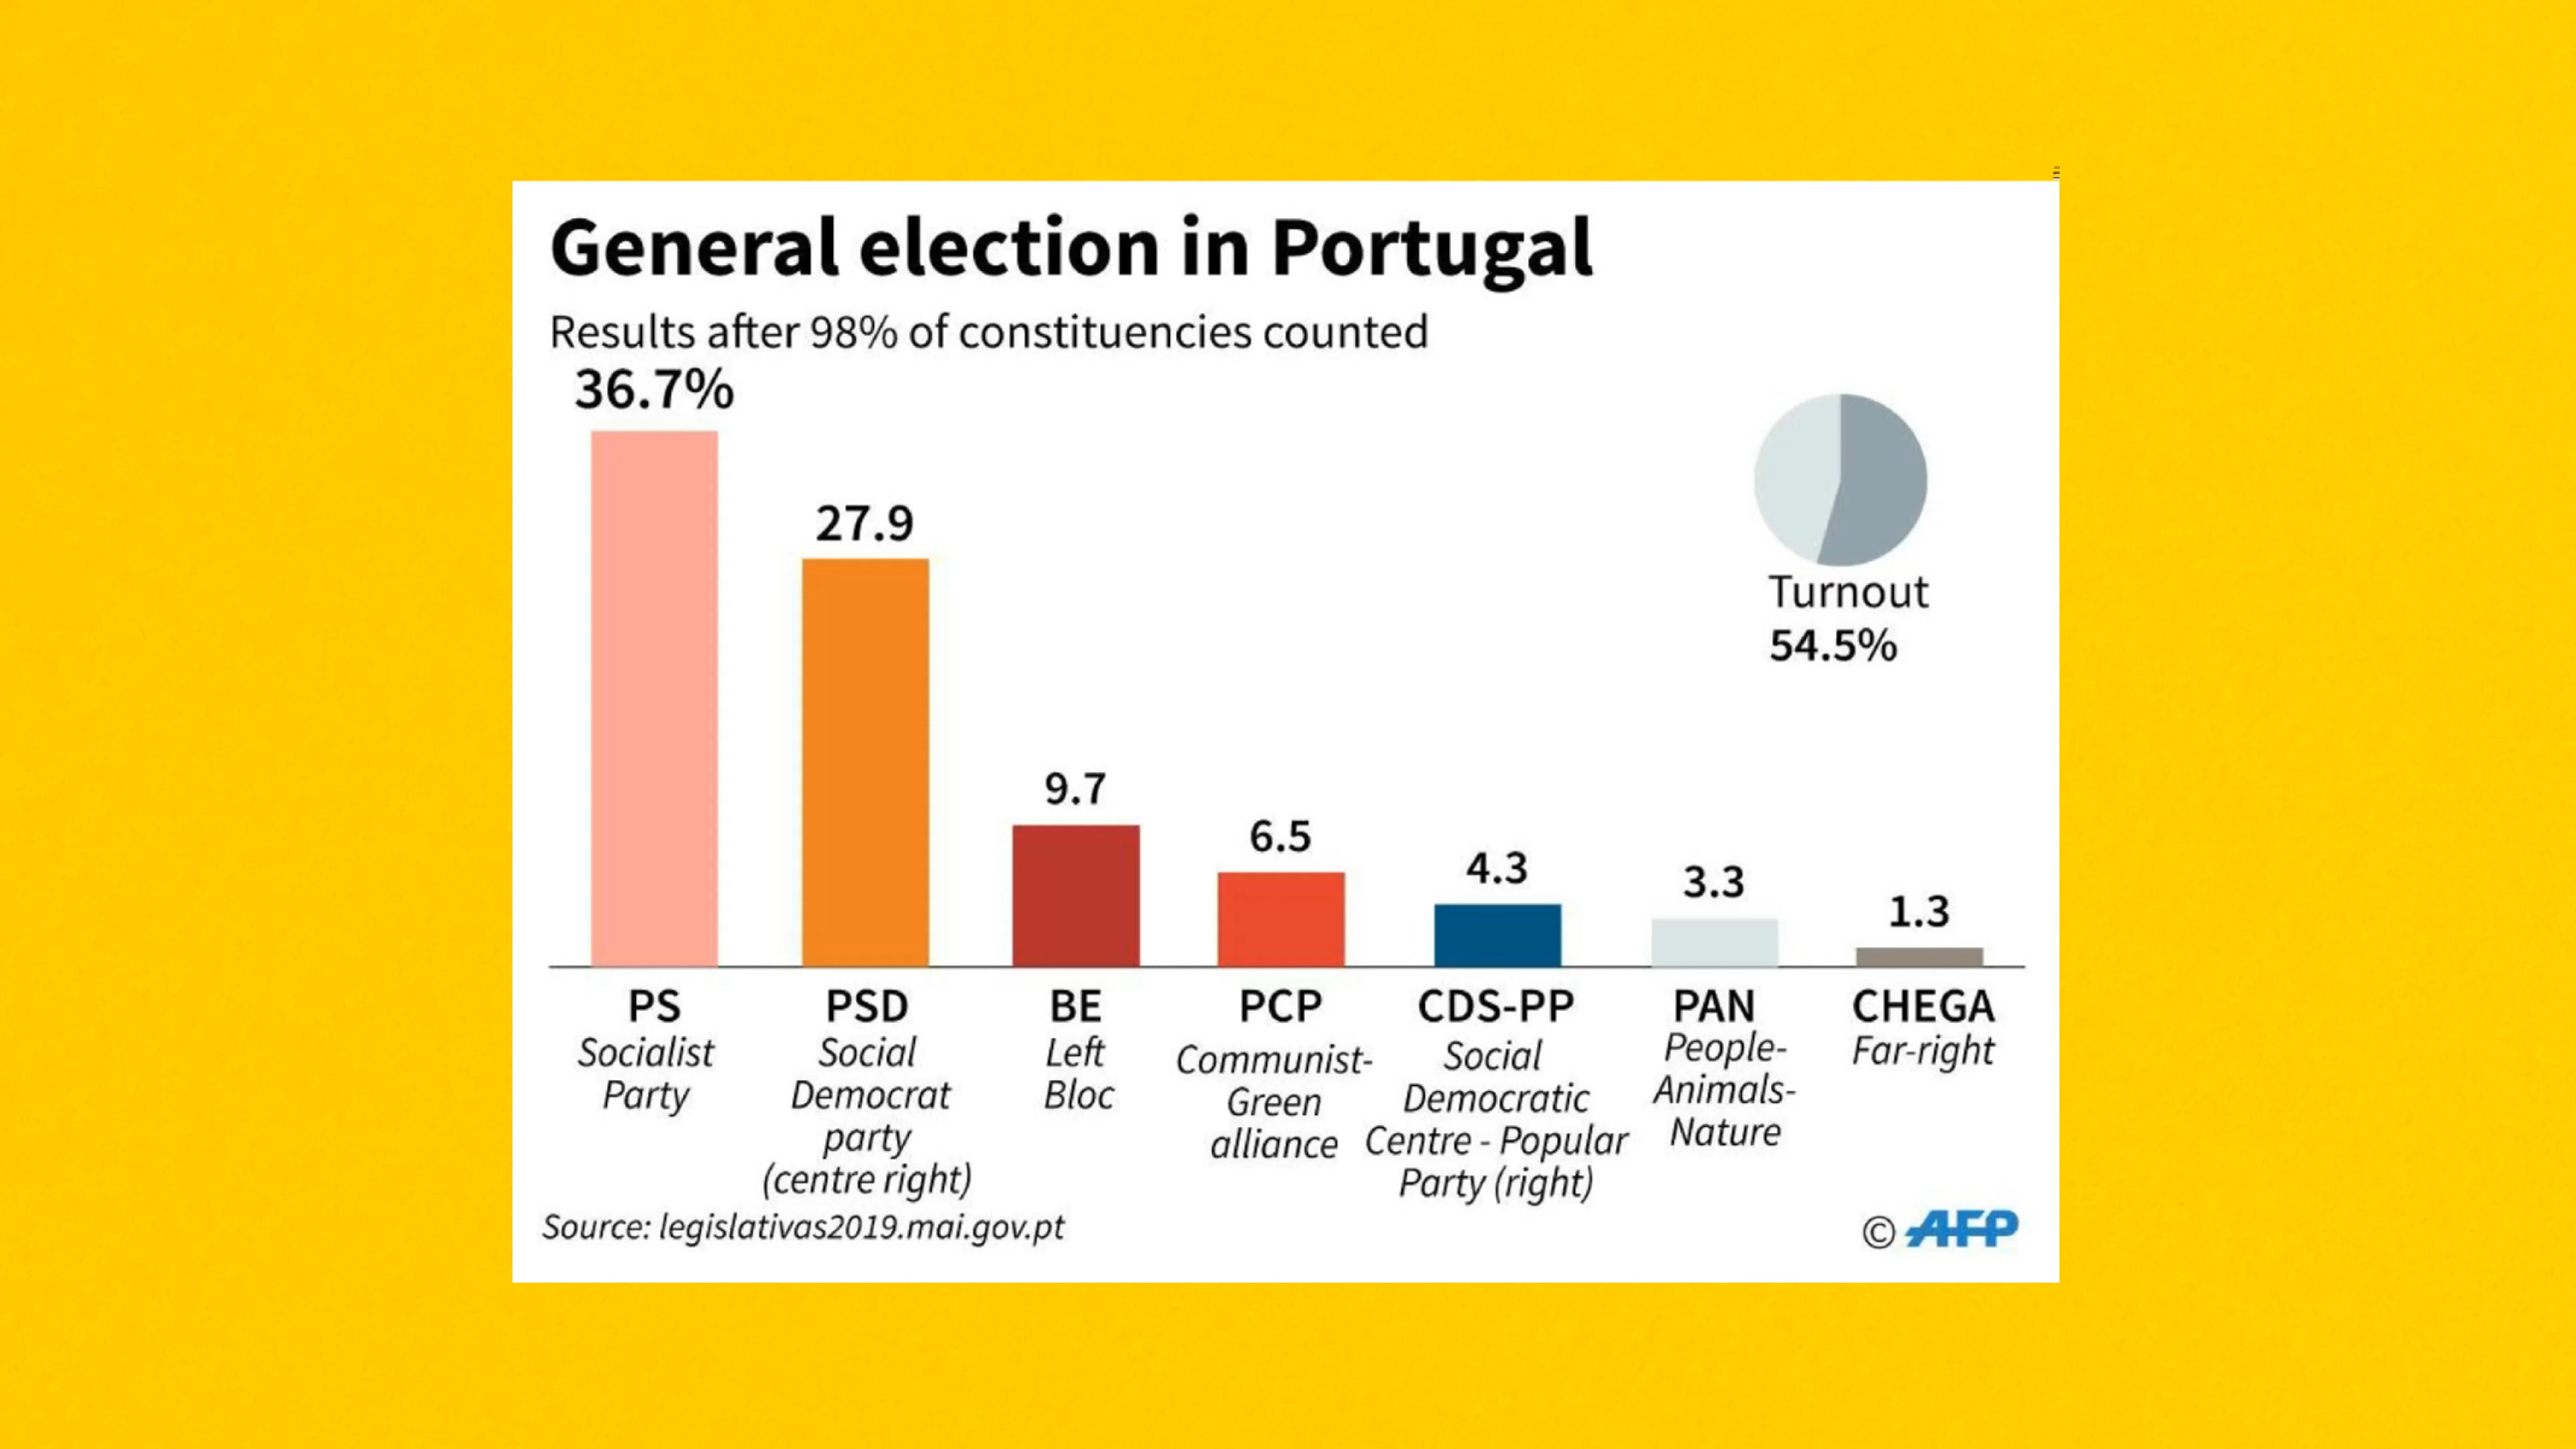 General election in Portugal
Results after 98% of constituencies counted
36.7%
27.9
9.7
6.5
4.3
3.3
1.3
Turnout
54.5%
PS
Socialist
Party
PSD
Social
Democrat
party
(centre right)
BE
Left
Bloc
PCP
Communist-
Green
alliance
CDS-PP
Social
Democratic
Centre - Popular
Party (right)
PAN
People-
Animals-
Nature
CHEGA
Far-right
Source: legislativas2019.mai.gov.pt
© AFP